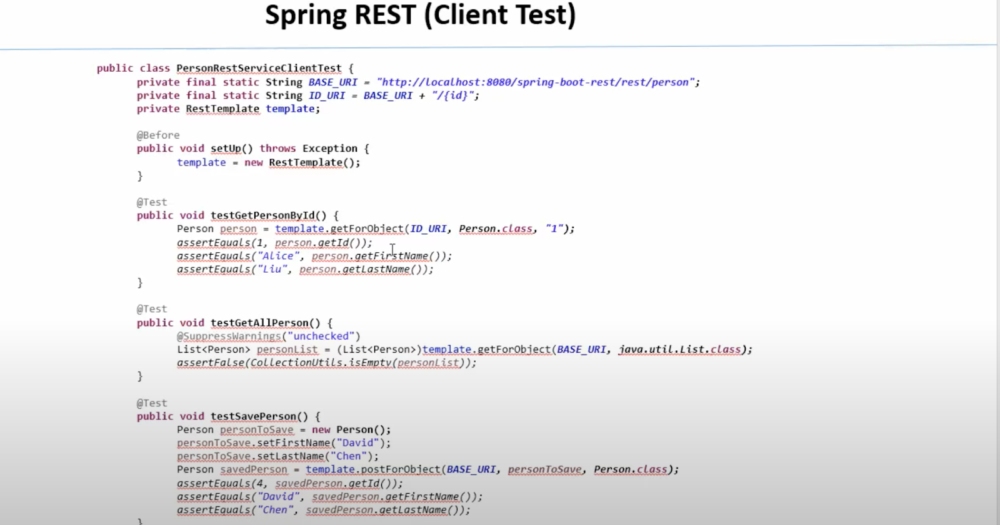 Spring REST (Client Test)
public class PersonRestServiceClientTest {
private final static String BASE_URI = "http://localhost:8080/spring-boot-rest/rest/person";
private final static String ID_URI = BASE_URI + "/{id}";
private RestTemplate template;
@Before
public void setUp() throws Exception {
template = new RestTemplate();
}
@Test
public void testGetPersonById() {
Person person = template.getForObject(ID_URI, Person.class, "1");
assertEquals(1, person.getId());
assertEquals("Alice", person.getFirstName());
assertEquals("Liu", person.getLastName());
}
@Test
public void testGetAllPerson() {
@SuppressWarnings("unchecked")
List<Person> personList = (List<Person>)template.getForObject(BASE_URI, java.util.List.class);
assertFalse(CollectionUtils.isEmpty(personList));
}
@Test
public void testSavePerson() {
Person personToSave = new Person();
personToSave.setFirstName("David");
personToSave.setLastName("Chen");
Person savedPerson = template.postForObject(BASE_URI, personToSave, Person.class);
assertEquals(4, savedPerson.getId());
assertEquals("David", savedPerson.getFirstName());
assertEquals("Chen", savedPerson.getLastName());
}